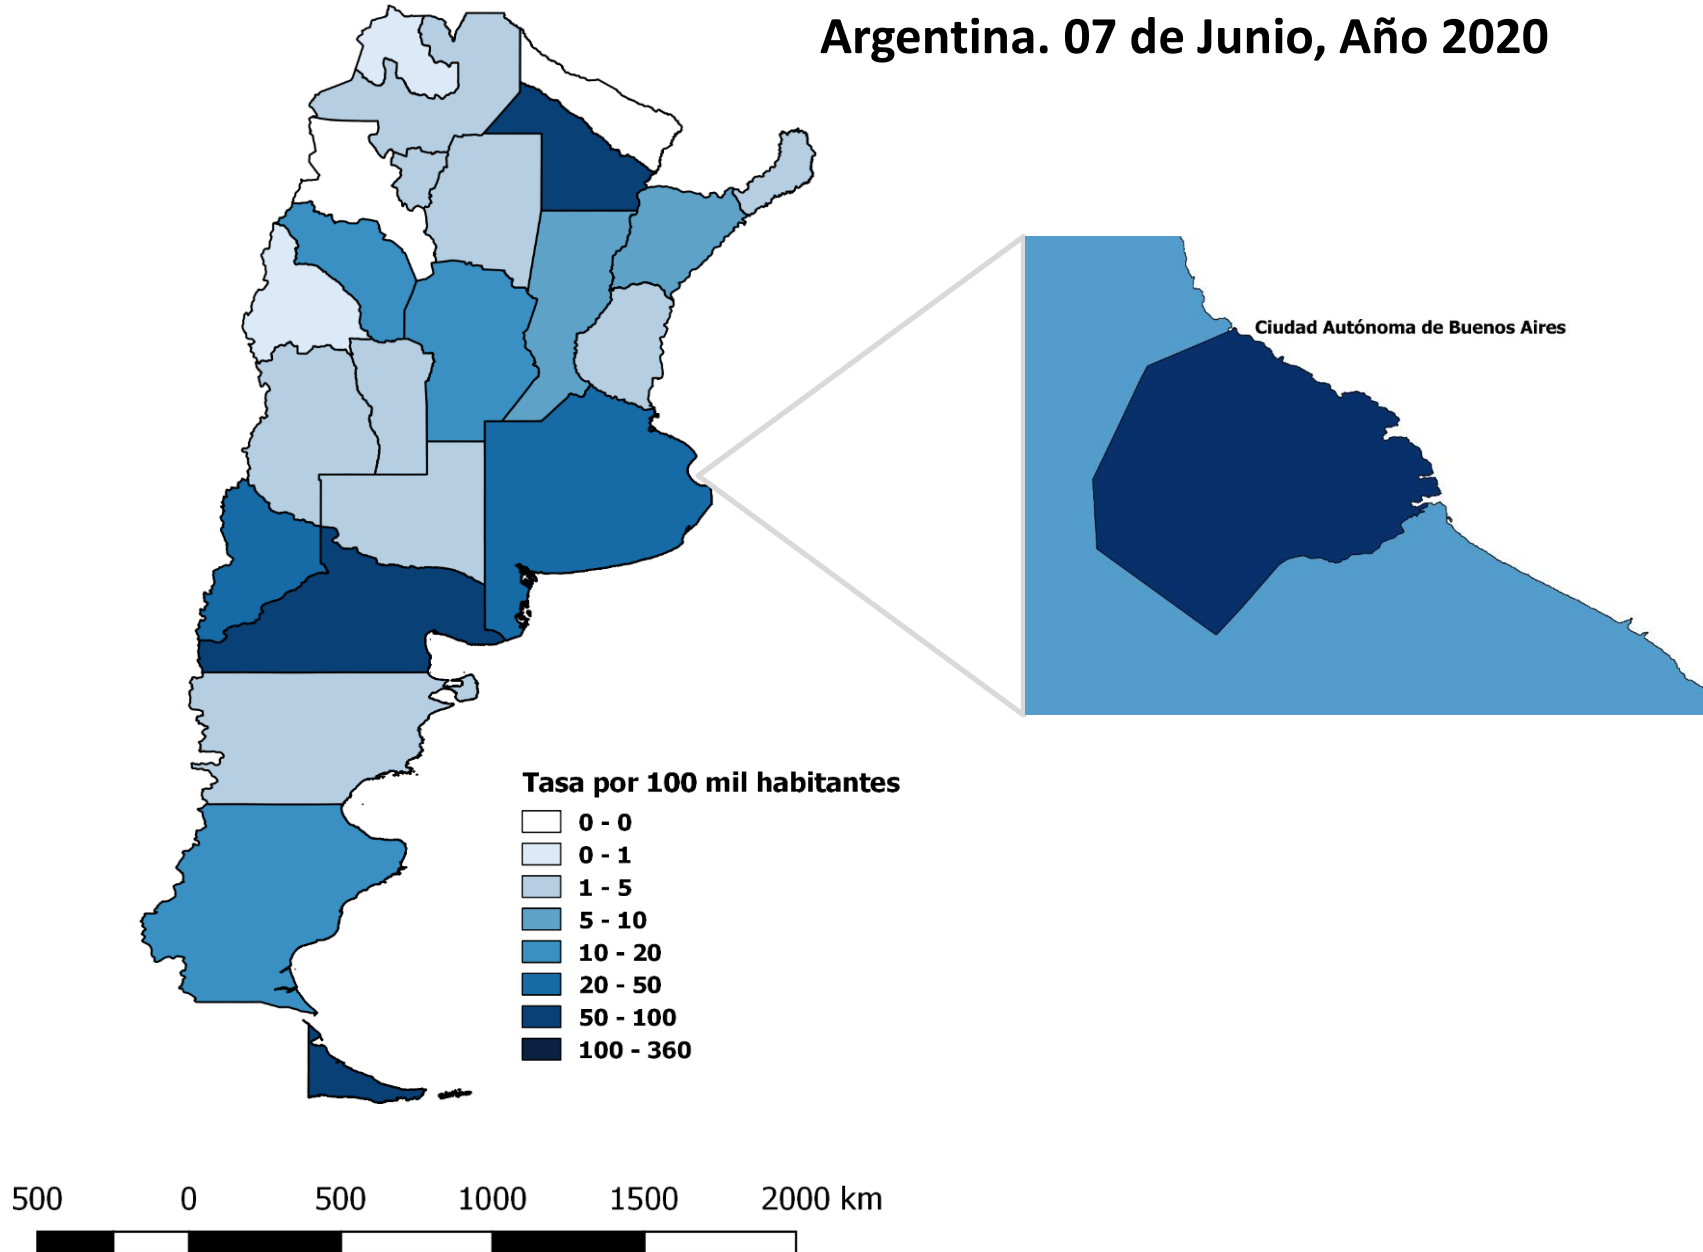 Argentina. 07 de Junio, Año 2020
Ciudad Autónoma de Buenos Aires
Tasa por 100 mil habitantes
0 - 0
0 - 1
1 - 5
5 - 10
10 - 20
20 - 50
50 - 100
100 - 360
500 0 500 1000 1500 2000 km